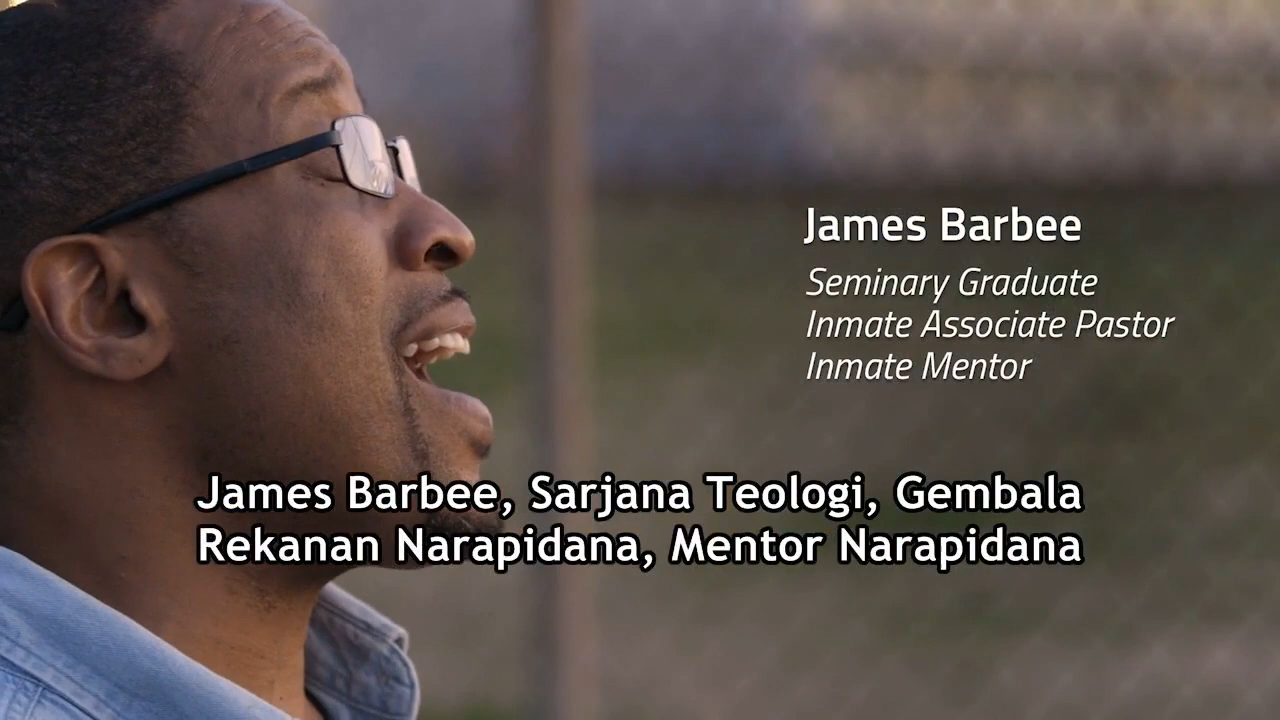 James Barbee
Seminary Graduate
Inmate Associate Pastor
Inmate Mentor
James Barbee, Sarjana Teologi, Gembala
Rekanan Narapidana, Mentor Narapidana